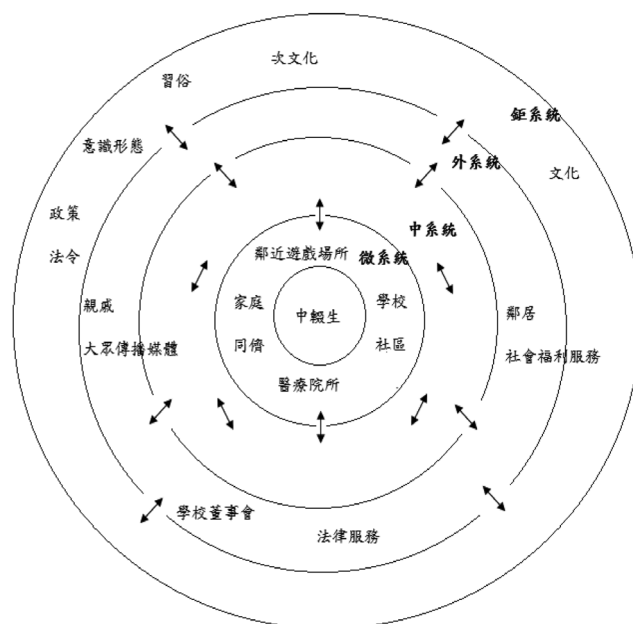 次文化
習俗
鉅系統
意識形態
外系統
文化
政策
中系統
法令
鄰近遊戲場所
微系統
家庭
學校
中輟生
親戚
鄰居
同儕
社區
大眾傳播媒體
社會福利服務
醫療院所
學校董事會
法律服務